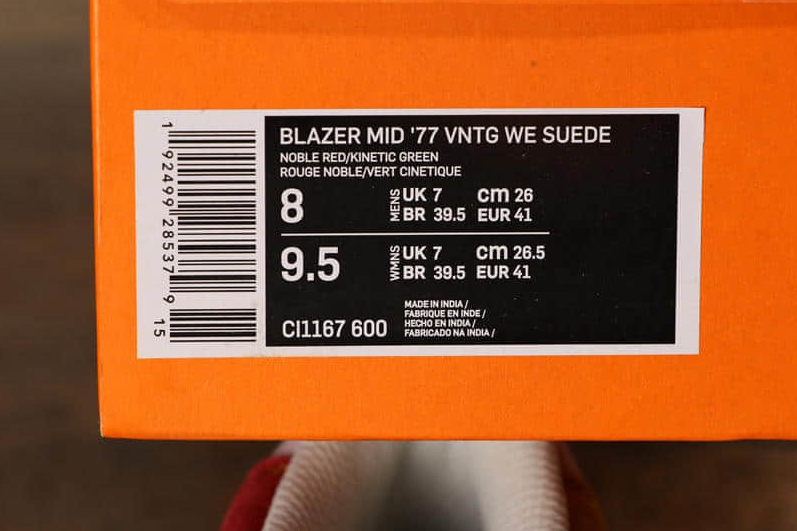 BLAZER MID '77 VNTG WE SUEDE
NOBLE RED/KINETIC GREEN
ROUGE NOBLE/VERT CINETIQUE
8 MENS UK 7 cm 26
BR 39.5 EUR 41
9.5 WMNS UK 7 cm 26.5
BR 39.5 EUR 41
CI1167 600
MADE IN INDIA /
FABRIQUE EN INDE /
HECHO EN INDIA /
FABRICADO NA INDIA /
1 92499 28537 9 15